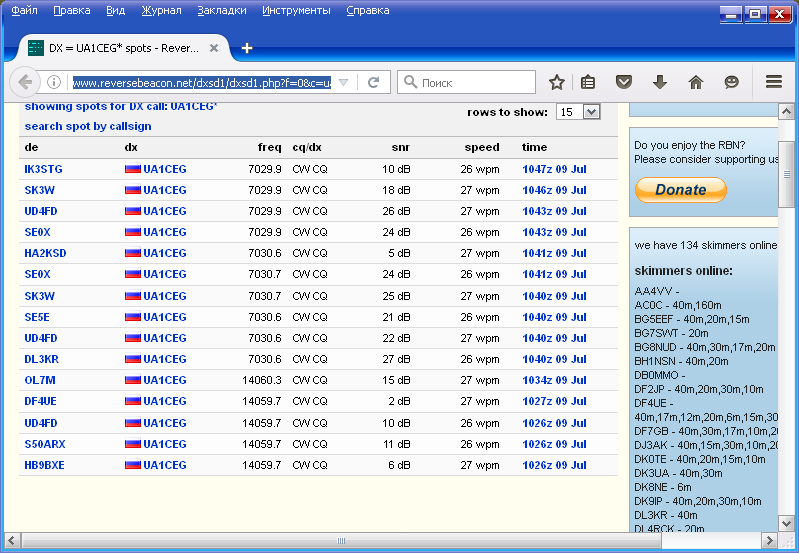 Файл Правка Вид Журнал Закладки Инструменты Справка
DX = UA1CEG* spots - Rever...
www.reversebeacon.net/dxsd1/dxsd1.php?f=0&c=u
Поиск
showing spots for DX call: UA1CEG*
rows to show: 15
search spot by callsign
de dx freq cq/dx snr speed time
IK3STG UA1CEG 7029.9 CW CQ 10 dB 26 wpm 1047z 09 Jul
SK3W UA1CEG 7029.9 CW CQ 18 dB 27 wpm 1046z 09 Jul
UD4FD UA1CEG 7029.9 CW CQ 26 dB 27 wpm 1043z 09 Jul
SE0X UA1CEG 7029.9 CW CQ 24 dB 26 wpm 1043z 09 Jul
HA2KSD UA1CEG 7030.6 CW CQ 5 dB 27 wpm 1041z 09 Jul
SE0X UA1CEG 7030.7 CW CQ 24 dB 26 wpm 1041z 09 Jul
SK3W UA1CEG 7030.7 CW CQ 25 dB 27 wpm 1040z 09 Jul
SE5E UA1CEG 7030.6 CW CQ 21 dB 26 wpm 1040z 09 Jul
UD4FD UA1CEG 7030.6 CW CQ 22 dB 27 wpm 1040z 09 Jul
DL3KR UA1CEG 7030.6 CW CQ 27 dB 26 wpm 1040z 09 Jul
OL7M UA1CEG 14060.3 CW CQ 15 dB 27 wpm 1034z 09 Jul
DF4UE UA1CEG 14059.7 CW CQ 2 dB 27 wpm 1027z 09 Jul
UD4FD UA1CEG 14059.7 CW CQ 10 dB 26 wpm 1026z 09 Jul
S50ARX UA1CEG 14059.7 CW CQ 11 dB 26 wpm 1026z 09 Jul
HB9BXE UA1CEG 14059.7 CW CQ 6 dB 27 wpm 1026z 09 Jul
Do you enjoy the RBN?
Please consider supporting us
Donate
we have 134 skimmers online
skimmers online:
AA4VV -
AC0C - 40m,160m
BG5EEF - 40m,20m,15m
BG7SWT - 20m
BG8NUD - 40m,30m,17m,20m
BH1NSN - 40m,20m
DB0MMO -
DF2JP - 40m,20m,30m,10m
DF4UE -
40m,17m,12m,20m,6m,15m,30
DF7GB - 40m,30m,17m,10m,20
DJ3AK - 40m,15m,30m,10m,20
DK0TE - 40m,20m,15m,10m
DK3UA - 40m,30m
DK8NE - 6m
DK9IP - 40m,20m,30m,10m
DL3KR - 40m
DL4RCK - 20m